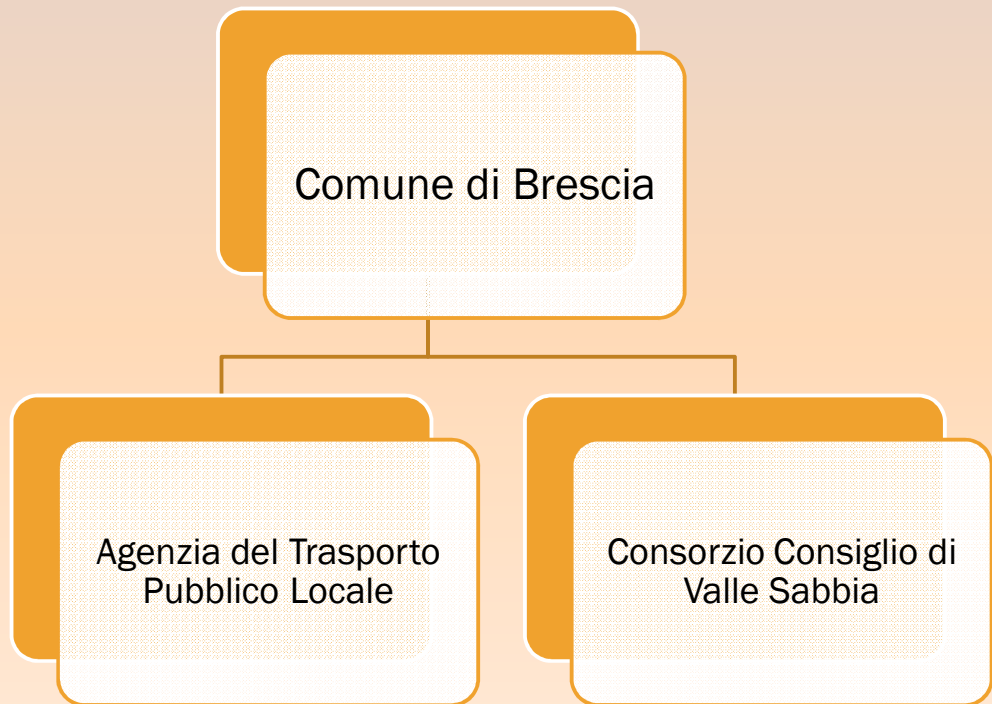 Comune di Brescia
Agenzia del Trasporto
Pubblico Locale
Consorzio Consiglio di
Valle Sabbia